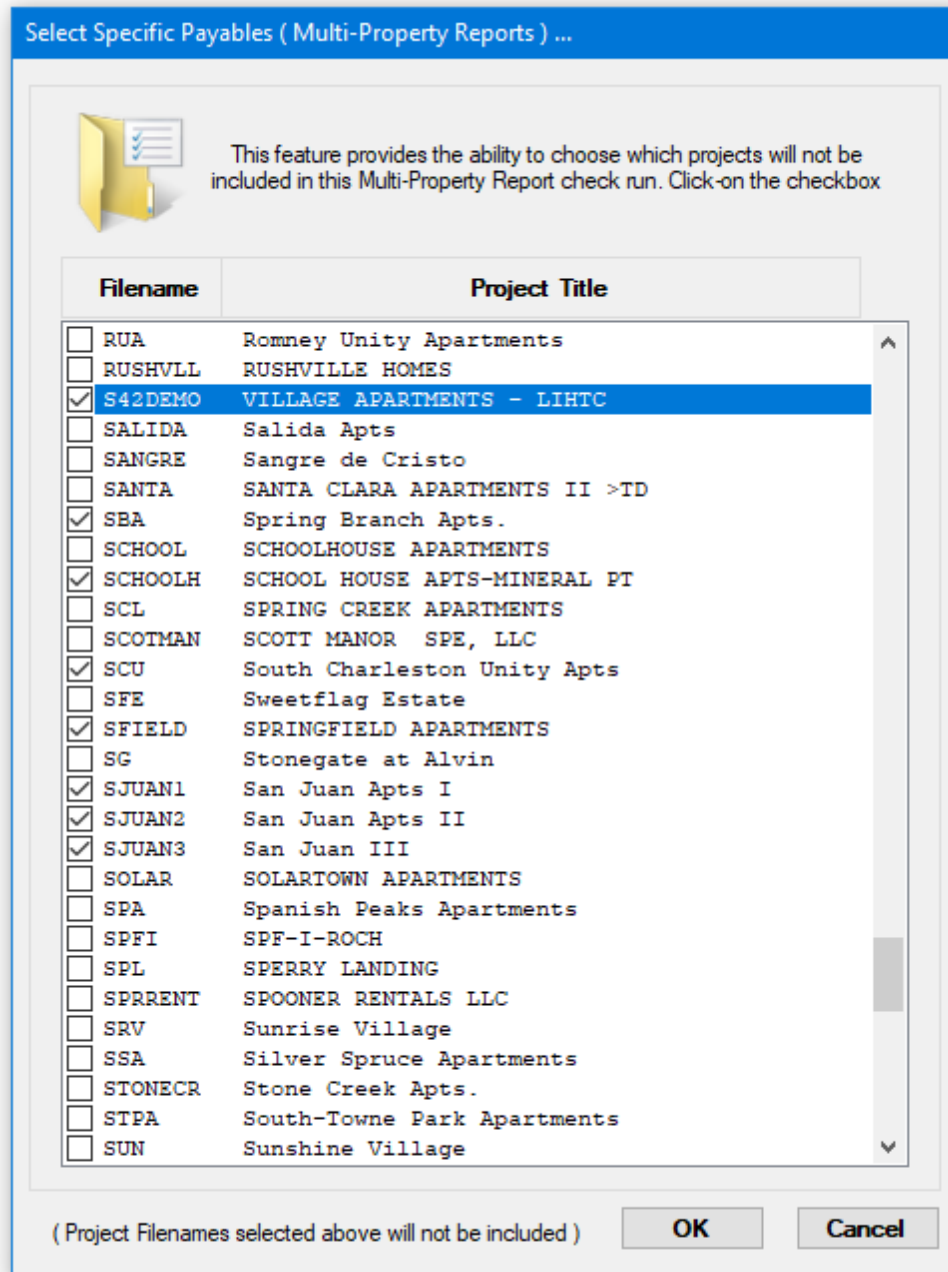 Select Specific Payables ( Multi-Property Reports ) ...
This feature provides the ability to choose which projects will not be
included in this Multi-Property Report check run. Click-on the checkbox
Filename Project Title
RUA Romney Unity Apartments
RUSHVLL RUSHVILLE HOMES
S42DEMO VILLAGE APARTMENTS - LIHTC
SALIDA Salida Apts
SANGRE Sangre de Cristo
SANTA SANTA CLARA APARTMENTS II >TD
SBA Spring Branch Apts.
SCHOOL SCHOOLHOUSE APARTMENTS
SCHOOLH SCHOOL HOUSE APTS-MINERAL PT
SCL SPRING CREEK APARTMENTS
SCOTMAN SCOTT MANOR  SPE, LLC
SCU South Charleston Unity Apts
SFE Sweetflag Estate
SFIELD SPRINGFIELD APARTMENTS
SG Stonegate at Alvin
SJUAN1 San Juan Apts I
SJUAN2 San Juan Apts II
SJUAN3 San Juan III
SOLAR SOLARTOWN APARTMENTS
SPA Spanish Peaks Apartments
SPFI SPF-I-ROCH
SPL SPERRY LANDING
SPRRENT SPOONER RENTALS LLC
SRV Sunrise Village
SSA Silver Spruce Apartments
STONECR Stone Creek Apts.
STPA South-Towne Park Apartments
SUN Sunshine Village
( Project Filenames selected above will not be included ) OK Cancel